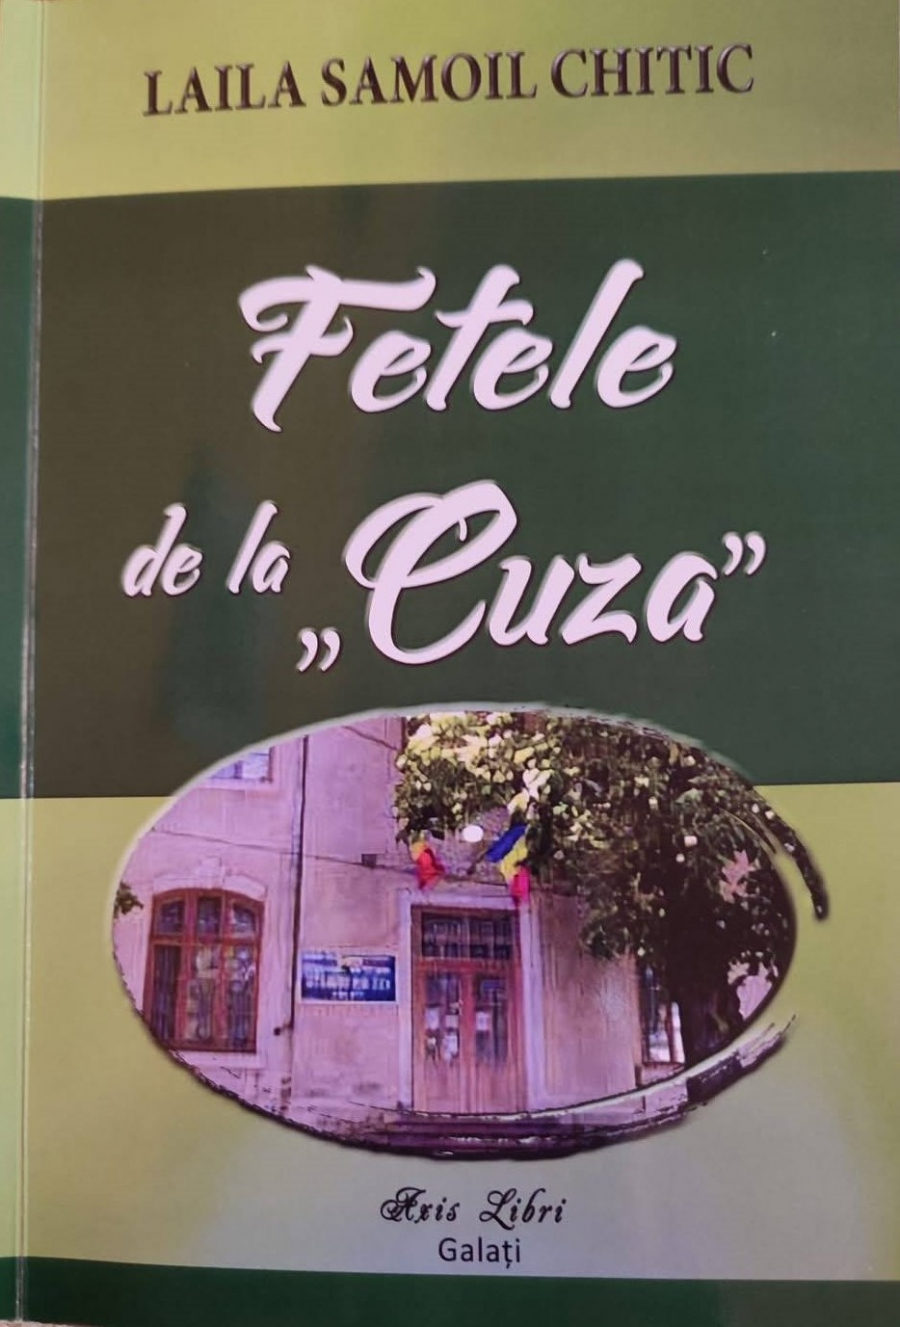 LAILA SAMOIL CHITIC
Fetele
de la „Cuza”
Axis Libri
Galați